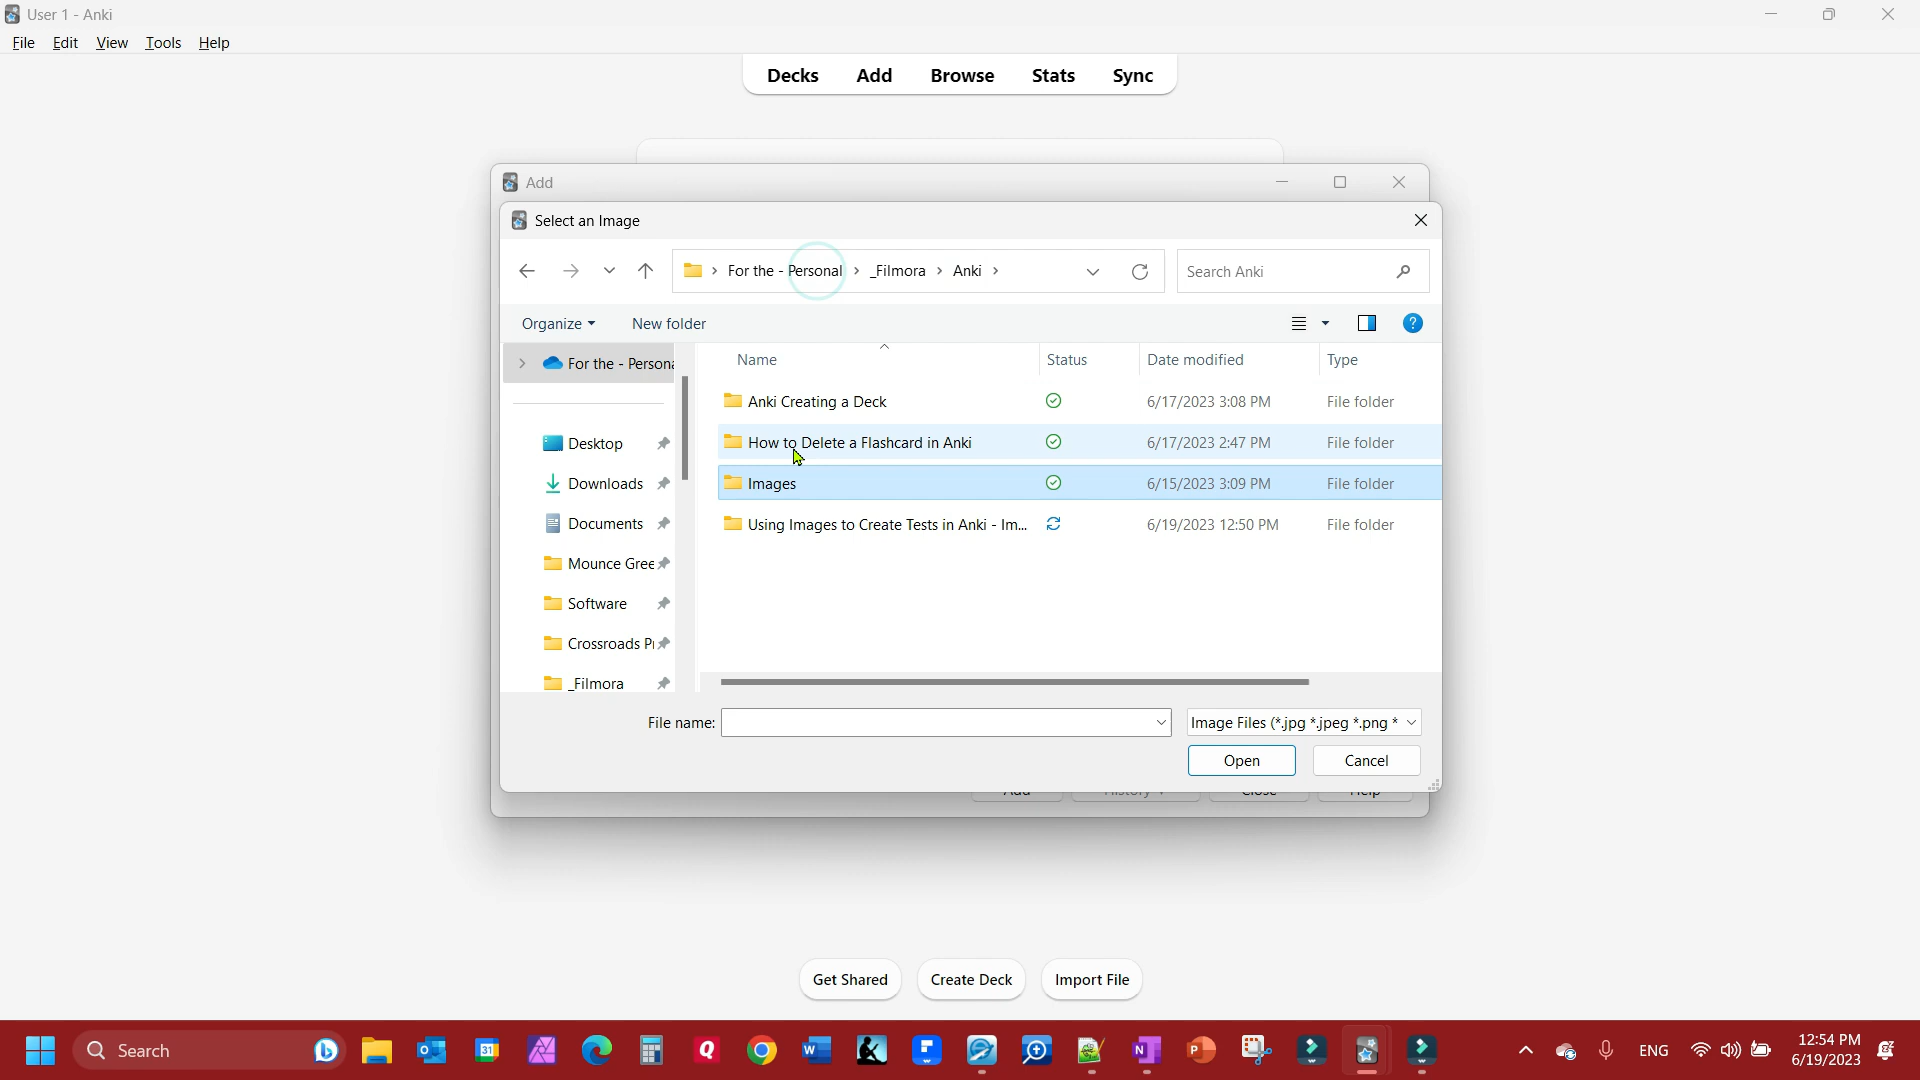 User 1 - Anki
File Edit View Tools Help
Decks Add Browse Stats Sync
Add
Select an Image
For the - Personal > _Filmora > Anki >
Search Anki
Organize New folder
Name Status Date modified Type
For the - Persona
Anki Creating a Deck 6/17/2023 3:08 PM File folder
Desktop
How to Delete a Flashcard in Anki 6/17/2023 2:47 PM File folder
Downloads
Images 6/15/2023 3:09 PM File folder
Documents
Using Images to Create Tests in Anki - Im... 6/19/2023 12:50 PM File folder
Mounce Gree
Software
Crossroads Pr
_Filmora
File name:
Image Files (*.jpg *.jpeg *.png *
Open Cancel
Add History Close Help
Get Shared Create Deck Import File
Search
ENG
12:54 PM
6/19/2023